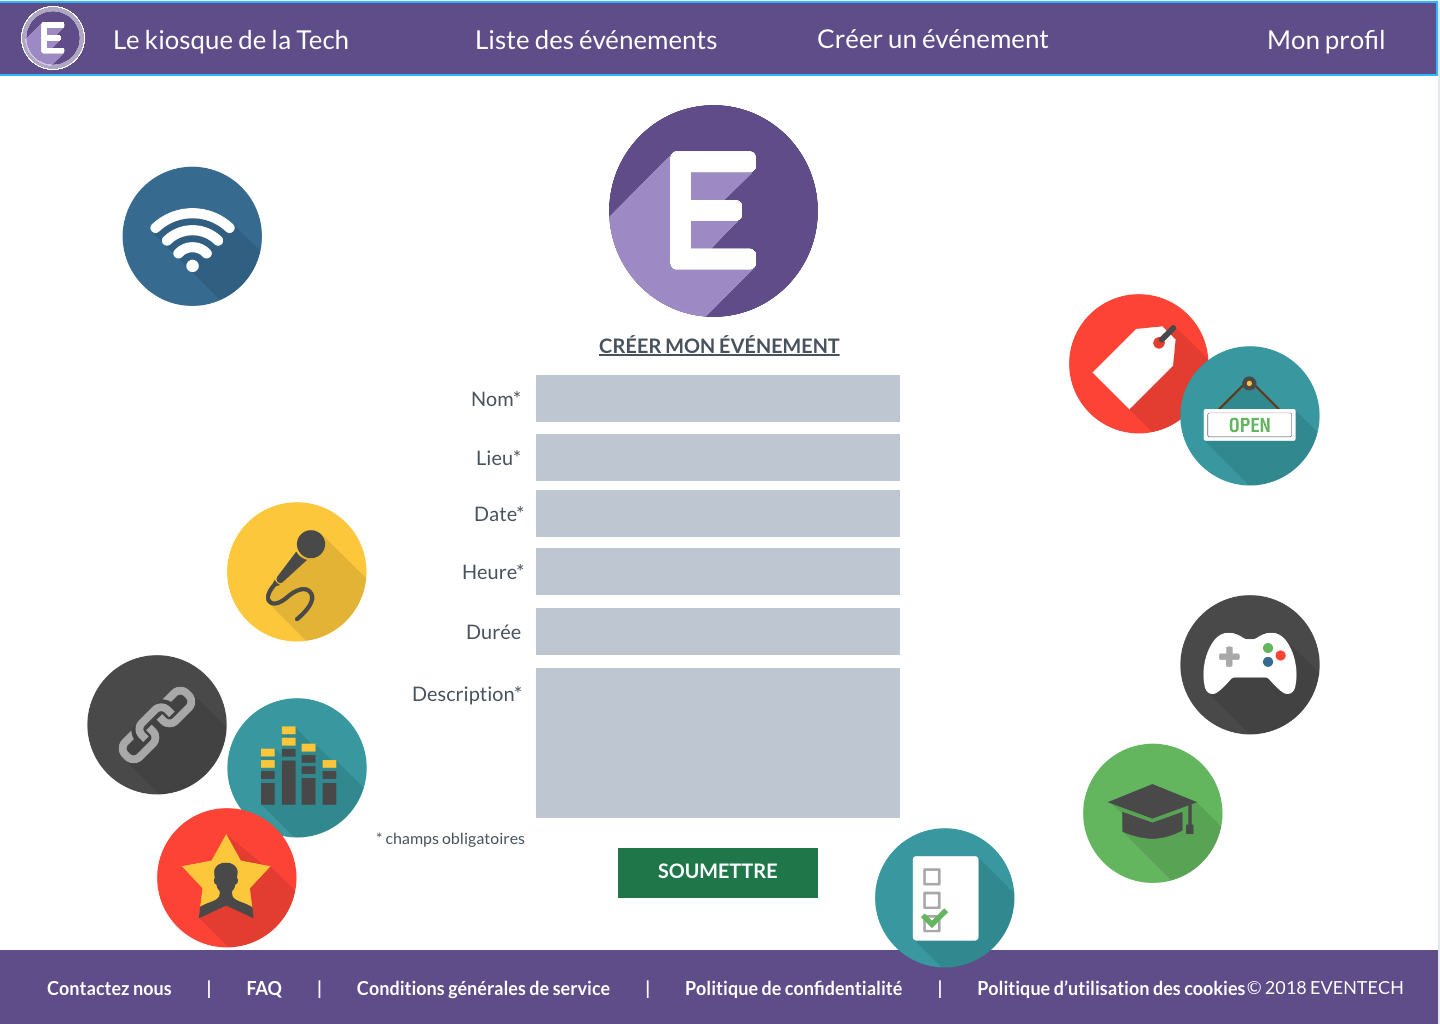 E Le kiosque de la Tech Liste des événements Créer un événement Mon profil
E
CRÉER MON ÉVÉNEMENT
Nom*
Lieu*
Date*
Heure*
Durée
Description*
* champs obligatoires
SOUMETTRE
OPEN
Contactez nous | FAQ | Conditions générales de service | Politique de confidentialité | Politique d’utilisation des cookies © 2018 EVENTECH